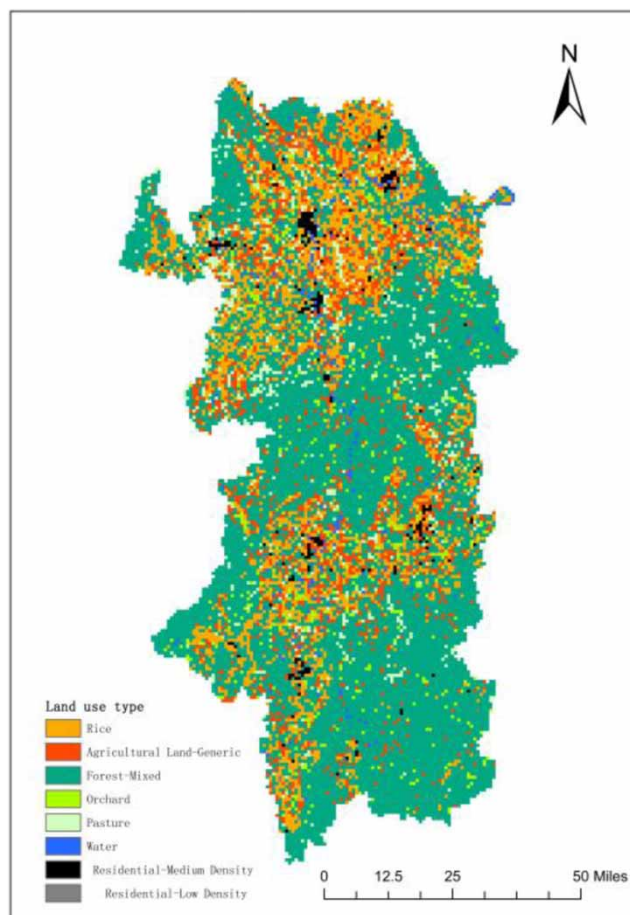 N
Land use type
Rice
Agricultural Land-Generic
Forest-Mixed
Orchard
Pasture
Water
Residential-Medium Density
Residential-Low Density
0 12.5 25 50 Miles